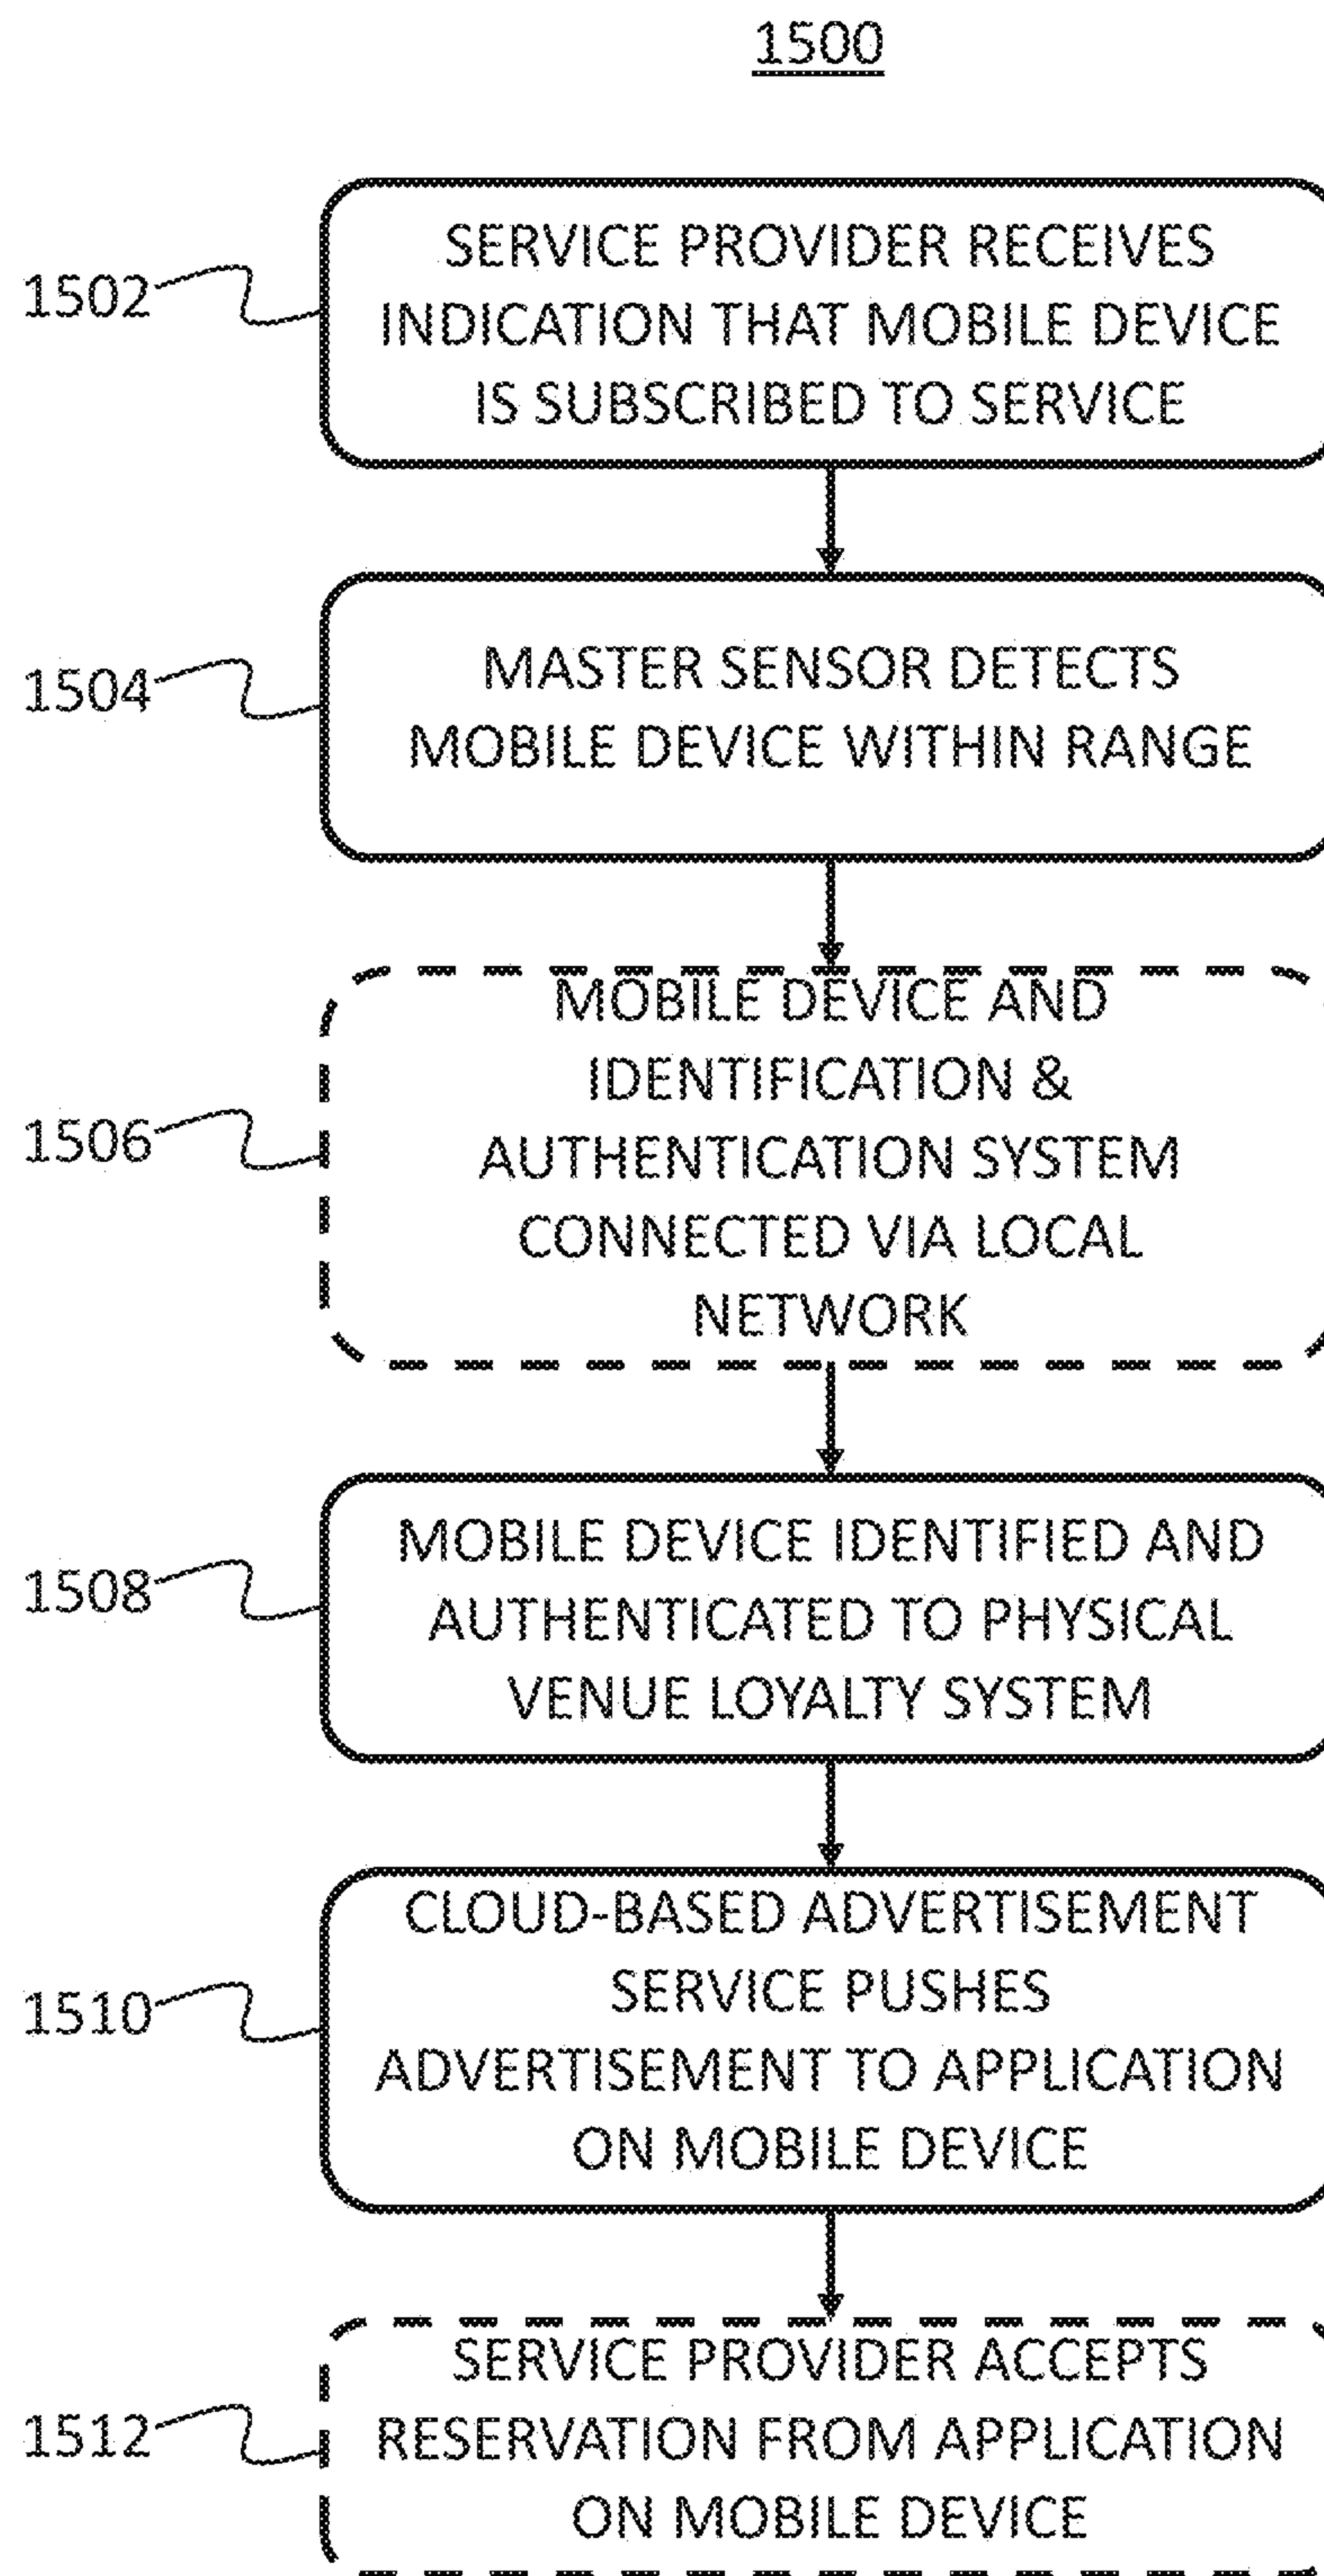 1500
1502
SERVICE PROVIDER RECEIVES
INDICATION THAT MOBILE DEVICE
IS SUBSCRIBED TO SERVICE
1504
MASTER SENSOR DETECTS
MOBILE DEVICE WITHIN RANGE
1506
MOBILE DEVICE AND
IDENTIFICATION &
AUTHENTICATION SYSTEM
CONNECTED VIA LOCAL
NETWORK
1508
MOBILE DEVICE IDENTIFIED AND
AUTHENTICATED TO PHYSICAL
VENUE LOYALTY SYSTEM
1510
CLOUD-BASED ADVERTISEMENT
SERVICE PUSHES
ADVERTISEMENT TO APPLICATION
ON MOBILE DEVICE
1512
SERVICE PROVIDER ACCEPTS
RESERVATION FROM APPLICATION
ON MOBILE DEVICE